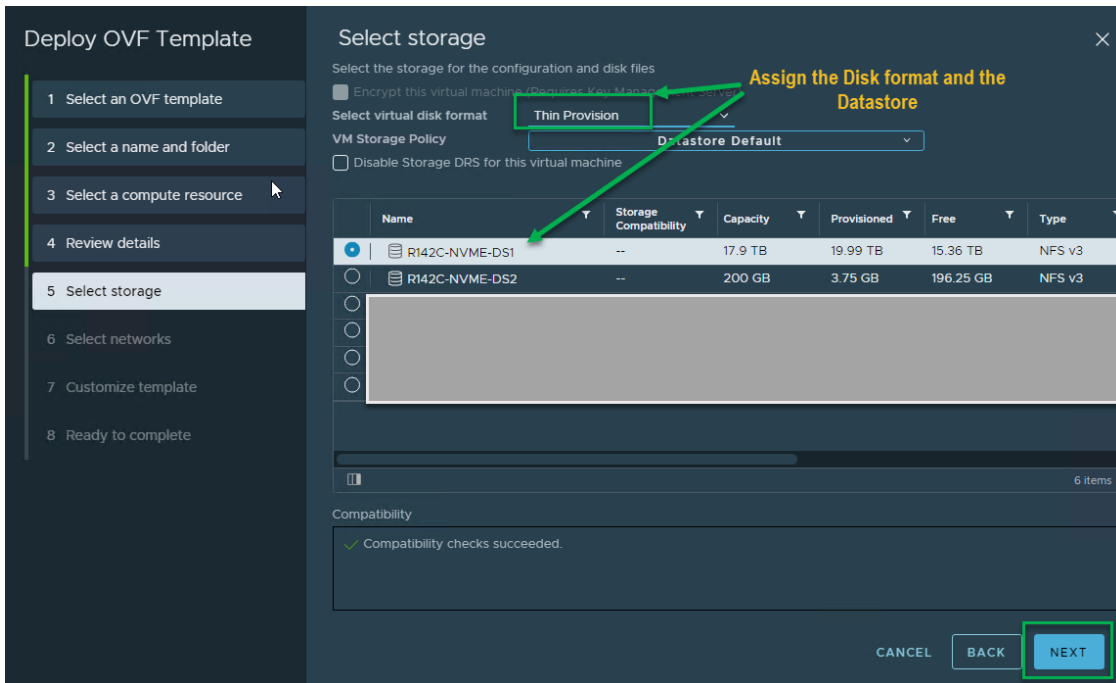 Deploy OVF Template
1 Select an OVF template
2 Select a name and folder
3 Select a compute resource
4 Review details
5 Select storage
6 Select networks
7 Customize template
8 Ready to complete
Select storage
Select the storage for the configuration and disk files
Encrypt this virtual machine (Requires Key Management Server)
Assign the Disk format and the
Datastore
Select virtual disk format Thin Provision
VM Storage Policy Datastore Default
Disable Storage DRS for this virtual machine
Name Storage Compatibility Capacity Provisioned Free Type
R142C-NVME-DS1 -- 17.9 TB 19.99 TB 15.36 TB NFS v3
R142C-NVME-DS2 -- 200 GB 3.75 GB 196.25 GB NFS v3
6 items
Compatibility
Compatibility checks succeeded.
CANCEL BACK NEXT